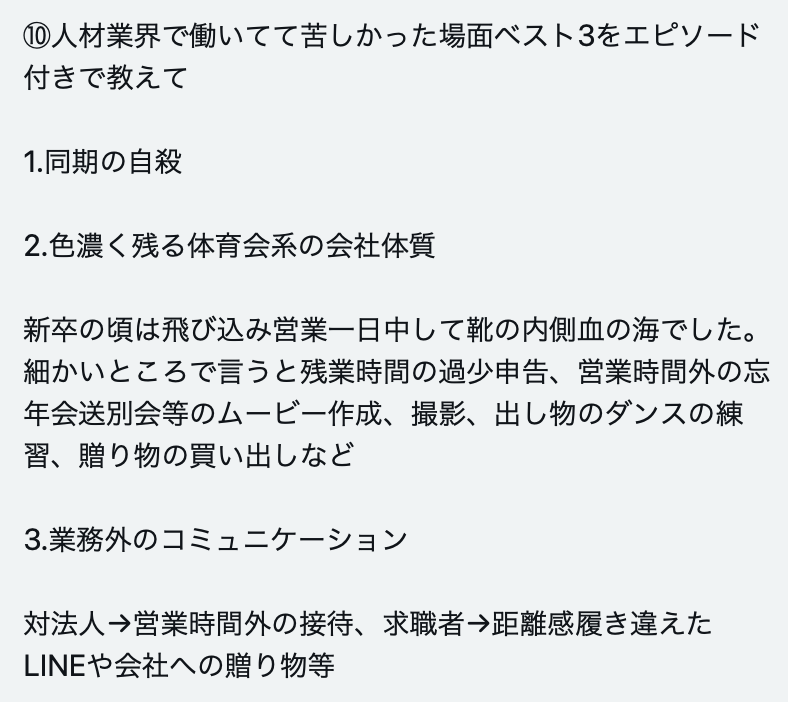 ⑩人材業界で働いてて苦しかった場面ベスト3をエピソード
付きで教えて
1.同期の自殺
2.色濃く残る体育会系の会社体質
新卒の頃は飛び込み営業一日中して靴の内側血の海でした。
細かいところで言うと残業時間の過少申告、営業時間外の忘
年会送別会等のムービー作成、撮影、出し物のダンスの練
習、贈り物の買い出しなど
3.業務外のコミュニケーション
対法人→営業時間外の接待、求職者→距離感履き違えた
LINEや会社への贈り物等